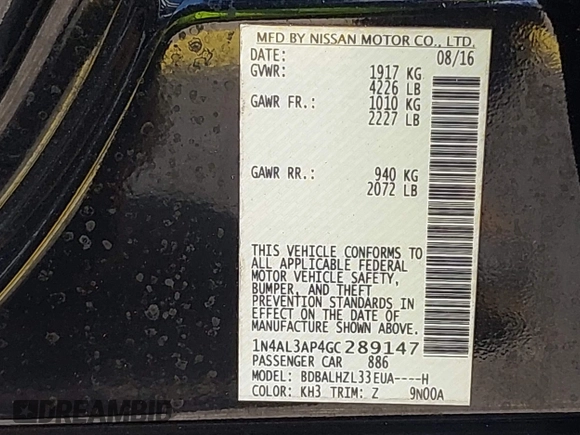 MFD BY NISSAN MOTOR CO., LTD.
DATE: 08/16
GVWR: 1917 KG
4226 LB
GAWR FR.: 1010 KG
2227 LB
GAWR RR.: 940 KG
2072 LB
THIS VEHICLE CONFORMS TO
ALL APPLICABLE FEDERAL
MOTOR VEHICLE SAFETY,
BUMPER, AND THEFT
PREVENTION STANDARDS IN
EFFECT ON THE DATE OF
MANUFACTURE SHOWN ABOVE.
1N4AL3AP4GC289147
PASSENGER CAR 886
MODEL: BDBALHZL33EUA----H
COLOR: KH3 TRIM: Z 9N00A
DREAMBID